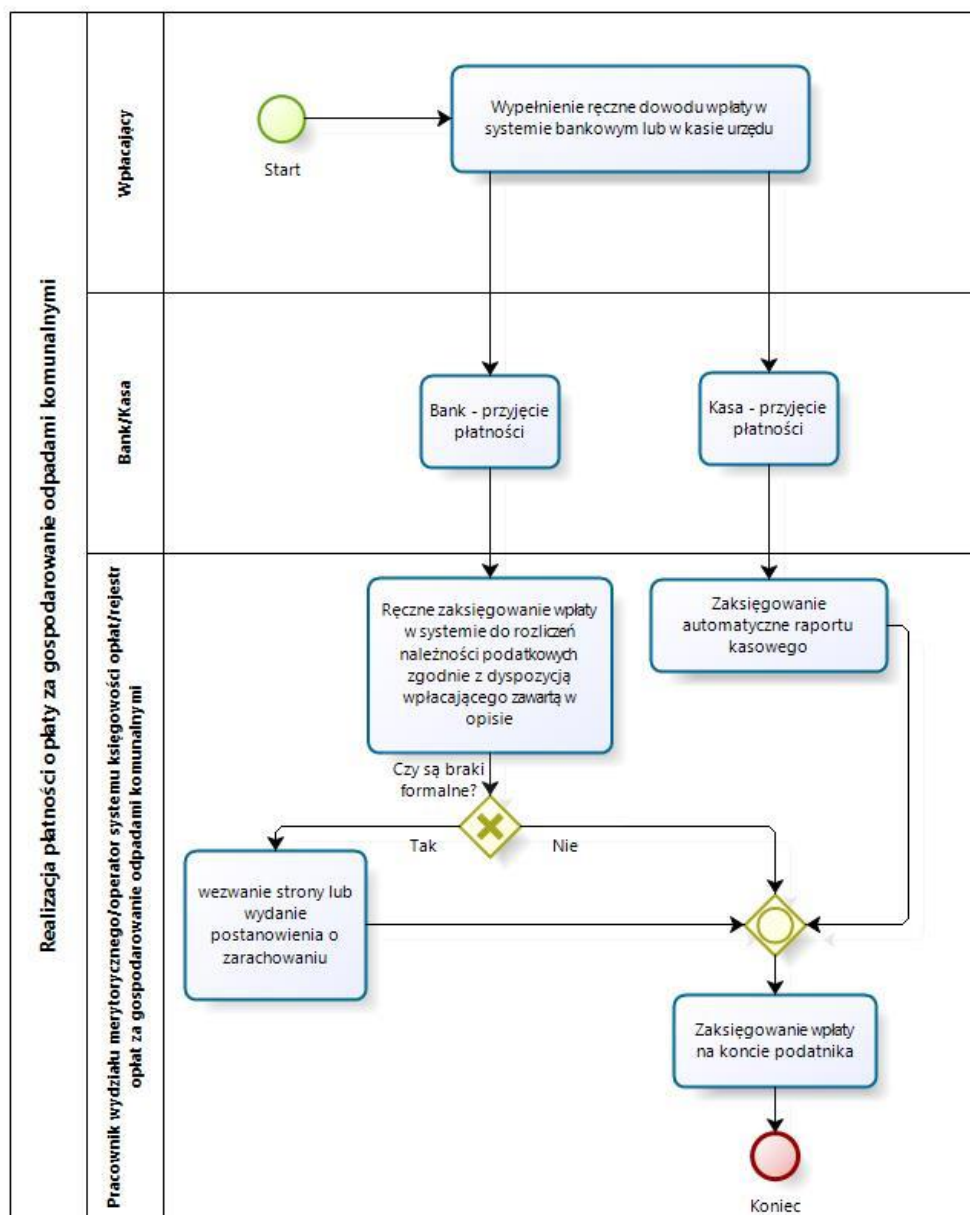 Realizacja płatności opłaty za gospodarowanie odpadami komunalnymi
Wpłacający
Start
Wypełnienie ręczne dowodu wpłaty w
systemie bankowym lub w kasie urzędu
Bank/Kasa
Bank - przyjęcie
płatności
Kasa - przyjęcie
płatności
Pracownik wydziału merytorycznego/operator systemu księgowości opłat/rejestr
opłat za gospodarowanie odpadami komunalnymi
Ręczne zaksięgowanie wpłaty
w systemie do rozliczeń
należności podatkowych
zgodnie z dyspozycją
wpłacającego zawartą w
opisie
Zaksięgowanie
automatyczne raportu
kasowego
Czy są braki
formalne?
Tak
Nie
wezwanie strony lub
wydanie
postanowienia o
zarachowaniu
Zaksięgowanie wpłaty
na koncie podatnika
Koniec